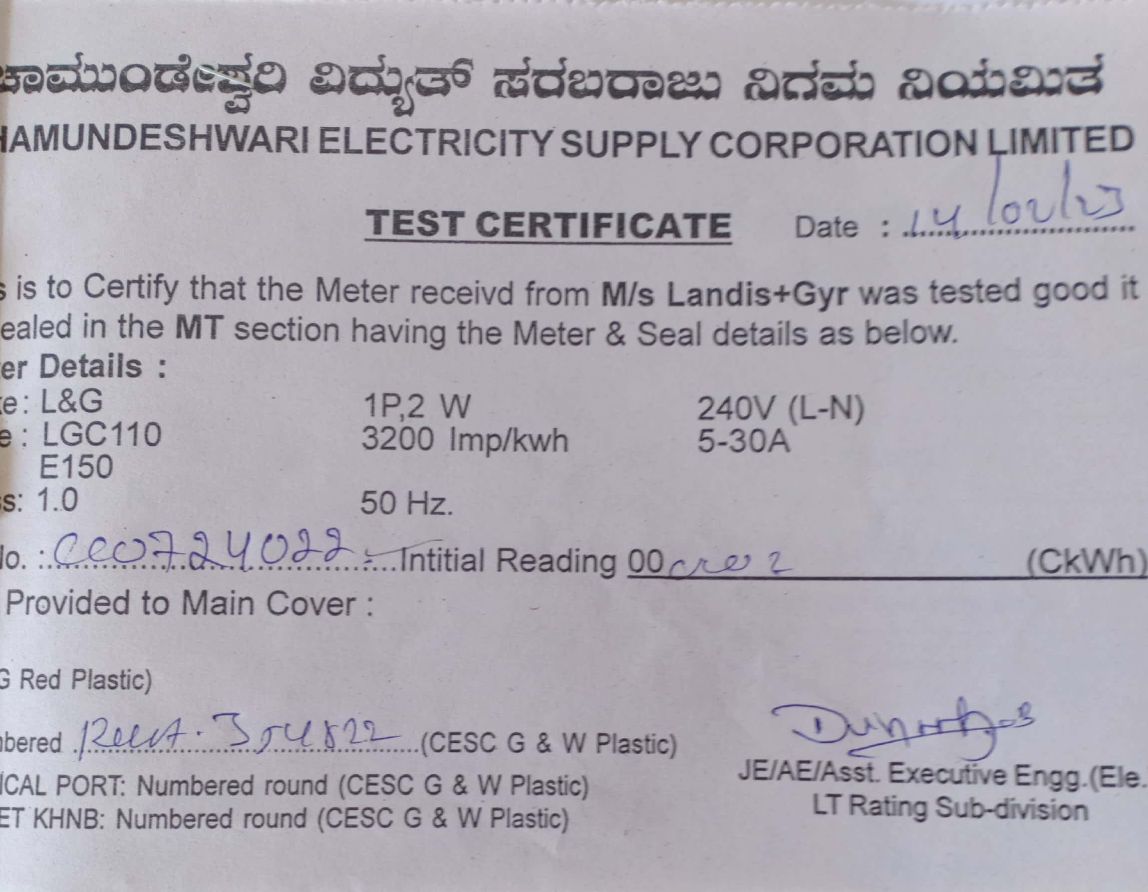 ಚಾಮುಂಡೇಶ್ವರಿ ವಿದ್ಯುತ್ ಸರಬರಾಜು ನಿಗಮ ನಿಯಮಿತ
HAMUNDESHWARI ELECTRICITY SUPPLY CORPORATION LIMITED
TEST CERTIFICATE Date : 14/02/23
s is to Certify that the Meter receivd from M/s Landis+Gyr was tested good it
ealed in the MT section having the Meter & Seal details as below.
er Details :
e: L&G 1P,2 W 240V (L-N)
e : LGC110 3200 Imp/kwh 5-30A
E150
s: 1.0 50 Hz.
No. : Intitial Reading 00 (CkWh)
Provided to Main Cover :
G Red Plastic)
bered (CESC G & W Plastic)
ICAL PORT: Numbered round (CESC G & W Plastic)
ET KHNB: Numbered round (CESC G & W Plastic)
JE/AE/Asst. Executive Engg.(Ele.
LT Rating Sub-division